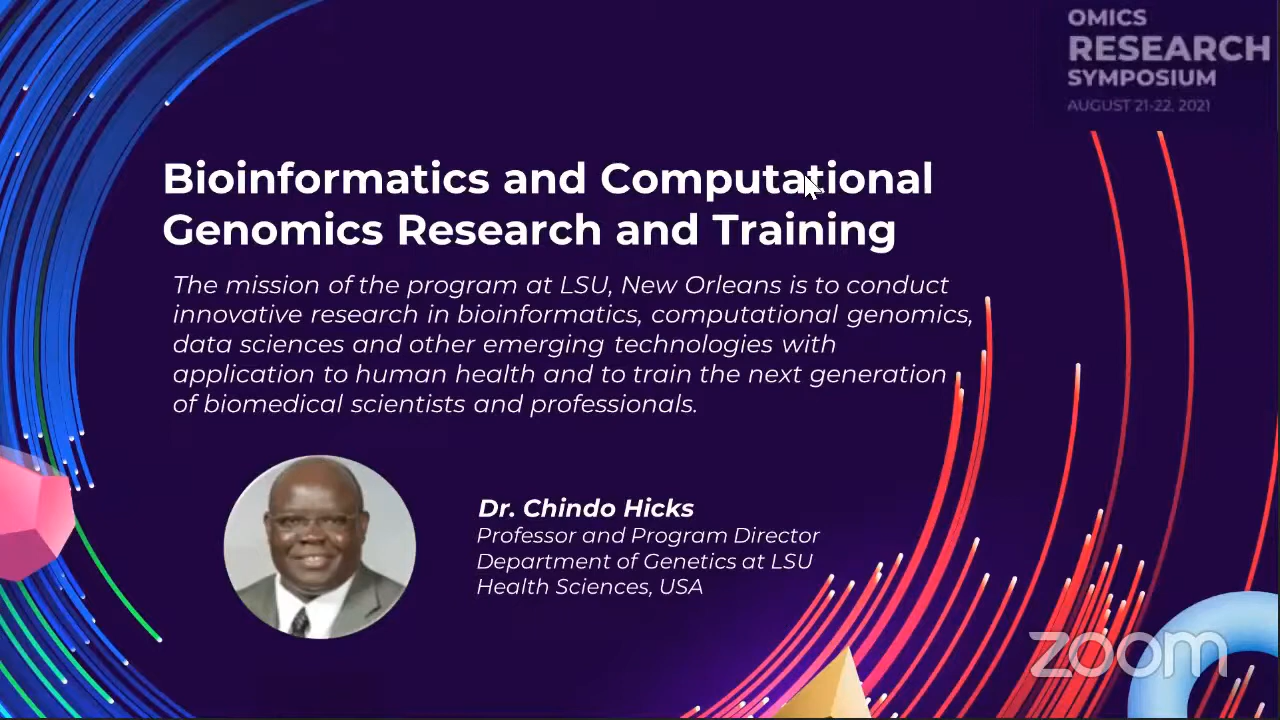 OMICS
RESEARCH
SYMPOSIUM
AUGUST 21-22, 2021
Bioinformatics and Computational
Genomics Research and Training
The mission of the program at LSU, New Orleans is to conduct
innovative research in bioinformatics, computational genomics,
data sciences and other emerging technologies with
application to human health and to train the next generation
of biomedical scientists and professionals.
Dr. Chindo Hicks
Professor and Program Director
Department of Genetics at LSU
Health Sciences, USA
zoom